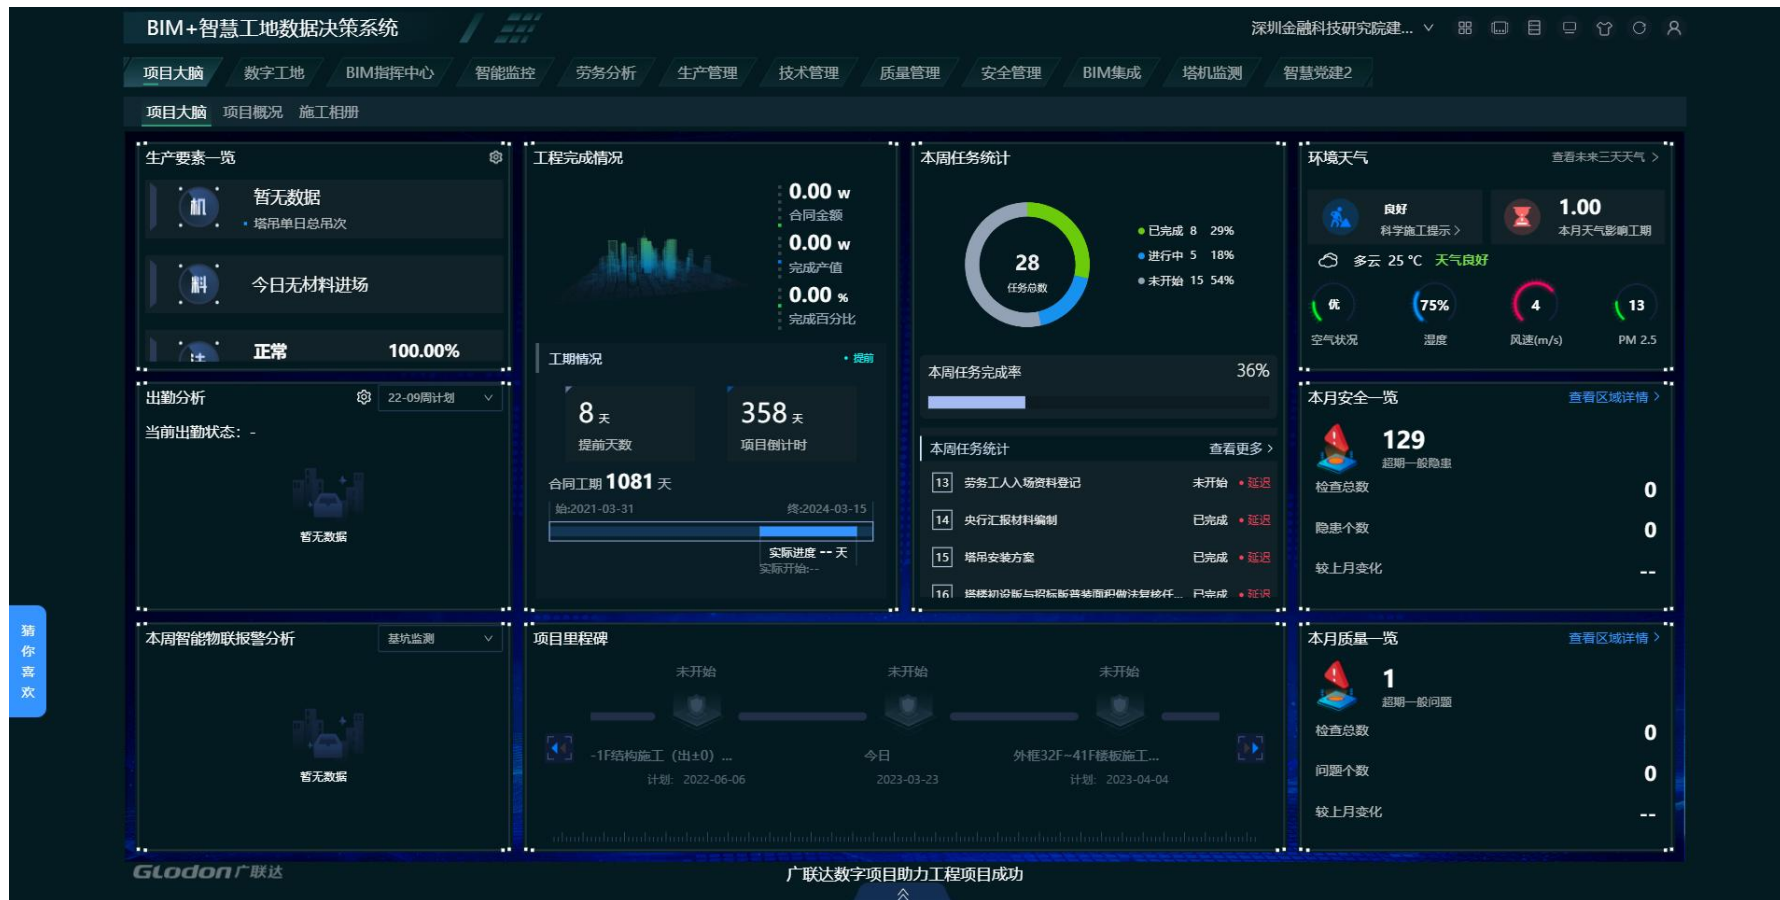 BIM+智慧工地数据决策系统
深圳金融科技研究院建...
项目大脑 数字工地 BIM指挥中心 智能监控 劳务分析 生产管理 技术管理 质量管理 安全管理 BIM集成 塔机监测 智慧党建2
项目大脑 项目概况 施工相册
生产要素一览
机
暂无数据
塔吊单日总吊次
料
今日无材料进场
正常 100.00%
出勤分析 22-09周计划
当前出勤状态: -
暂无数据
本周智能物联报警分析 基坑监测
暂无数据
工程完成情况
0.00 w
合同金额
0.00 w
完成产值
0.00 %
完成百分比
工期情况 提前
8 天
提前天数
358 天
项目倒计时
合同工期 1081 天
始:2021-03-31 终:2024-03-15
实际进度 -- 天
实际开始:--
本周任务统计
28
任务总数
已完成 8 29%
进行中 5 18%
未开始 15 54%
本周任务完成率 36%
本周任务统计 查看更多 >
13 劳务工人入场资料登记 未开始 延迟
14 央行汇报材料编制 已完成 延迟
15 塔吊安装方案 已完成 延迟
16 塔楼初设版与招标版普装面积做法复核任... 已完成 延迟
项目里程碑
未开始 未开始 未开始
-1F结构施工（出±0）... 今日 外框32F~41F楼板施工...
计划: 2022-06-06 2023-03-23 计划: 2023-04-04
环境天气 查看未来三天天气 >
良好
科学施工提示 >
1.00
本月天气影响工期
多云 25 °C 天气良好
优 75% 4 13
空气状况 湿度 风速(m/s) PM 2.5
本月安全一览 查看区域详情 >
129
超期一般隐患
检查总数 0
隐患个数 0
较上月变化 --
本月质量一览 查看区域详情 >
1
超期一般问题
检查总数 0
问题个数 0
较上月变化 --
猜你喜欢
GLodon广联达
广联达数字项目助力工程项目成功